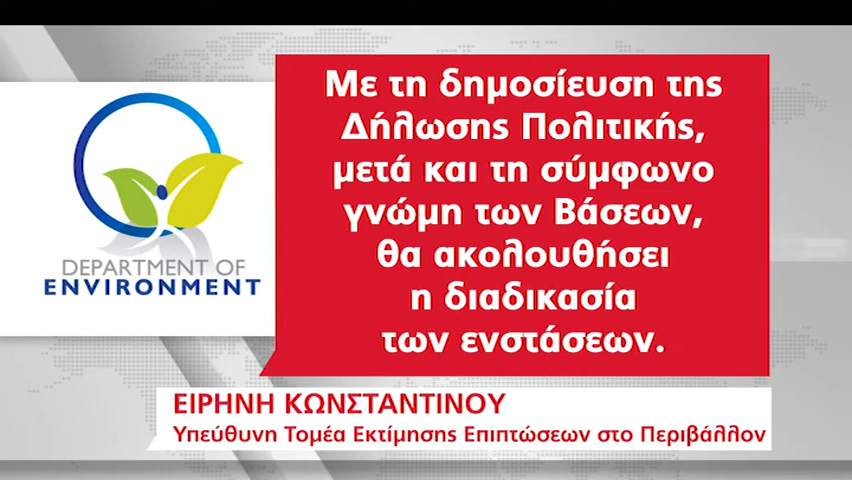 Με τη δημοσίευση της
Δήλωσης Πολιτικής,
μετά και τη σύμφωνο
γνώμη των Βάσεων,
θα ακολουθήσει
η διαδικασία
των ενστάσεων.
DEPARTMENT OF
ENVIRONMENT
ΕΙΡΗΝΗ ΚΩΝΣΤΑΝΤΙΝΟΥ
Υπεύθυνη Τομέα Εκτίμησης Επιπτώσεων στο Περιβάλλον